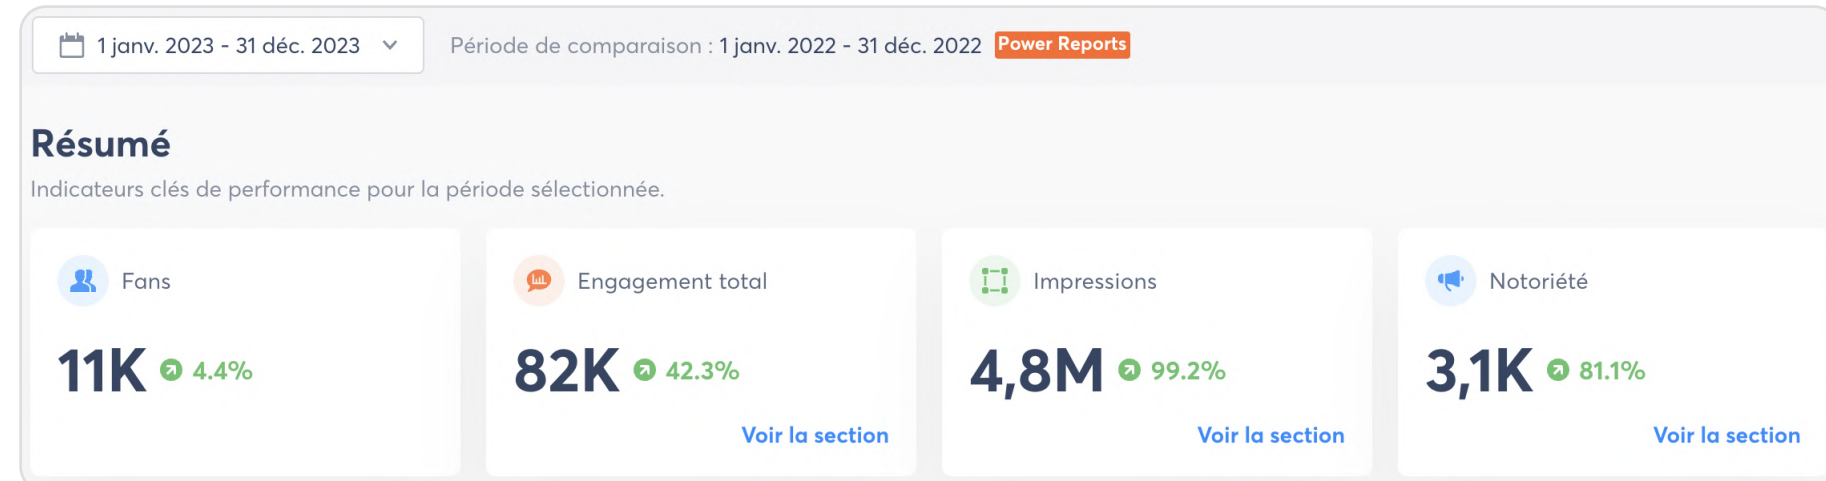 1 janv. 2023 - 31 déc. 2023
Période de comparaison : 1 janv. 2022 - 31 déc. 2022 Power Reports
Résumé
Indicateurs clés de performance pour la période sélectionnée.
Fans
11K 4.4%
Engagement total
82K 42.3%
Voir la section
Impressions
4,8M 99.2%
Voir la section
Notoriété
3,1K 81.1%
Voir la section